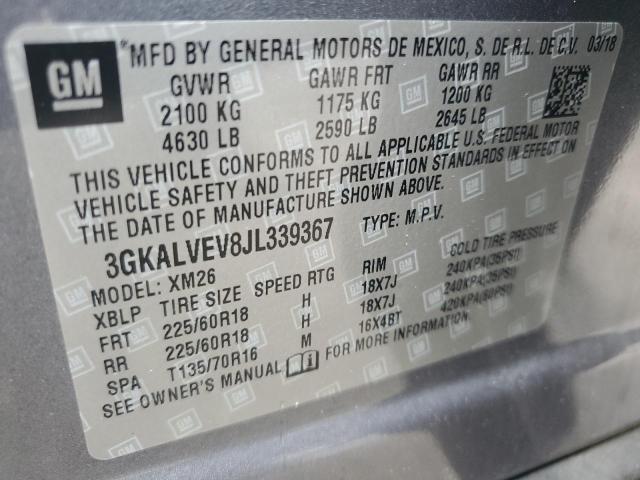 GM
*MFD BY GENERAL MOTORS DE MEXICO, S. DE R.L. DE C.V. 03/18
GVWR GAWR FRT GAWR RR
2100 KG 1175 KG 1200 KG
4630 LB 2590 LB 2645 LB
THIS VEHICLE CONFORMS TO ALL APPLICABLE U.S. FEDERAL MOTOR
VEHICLE SAFETY AND THEFT PREVENTION STANDARDS IN EFFECT ON
THE DATE OF MANUFACTURE SHOWN ABOVE.
3GKALVEV8JL339367 TYPE: M.P.V.
MODEL: XM26
XBLP TIRE SIZE SPEED RTG RIM COLD TIRE PRESSURE
FRT 225/60R18 H 18X7J 240KPA(35PSI)
RR 225/60R18 H 18X7J 240KPA(35PSI)
SPA T135/70R16 M 16X4BT 420KPA(60PSI)
SEE OWNER'S MANUAL FOR MORE INFORMATION.